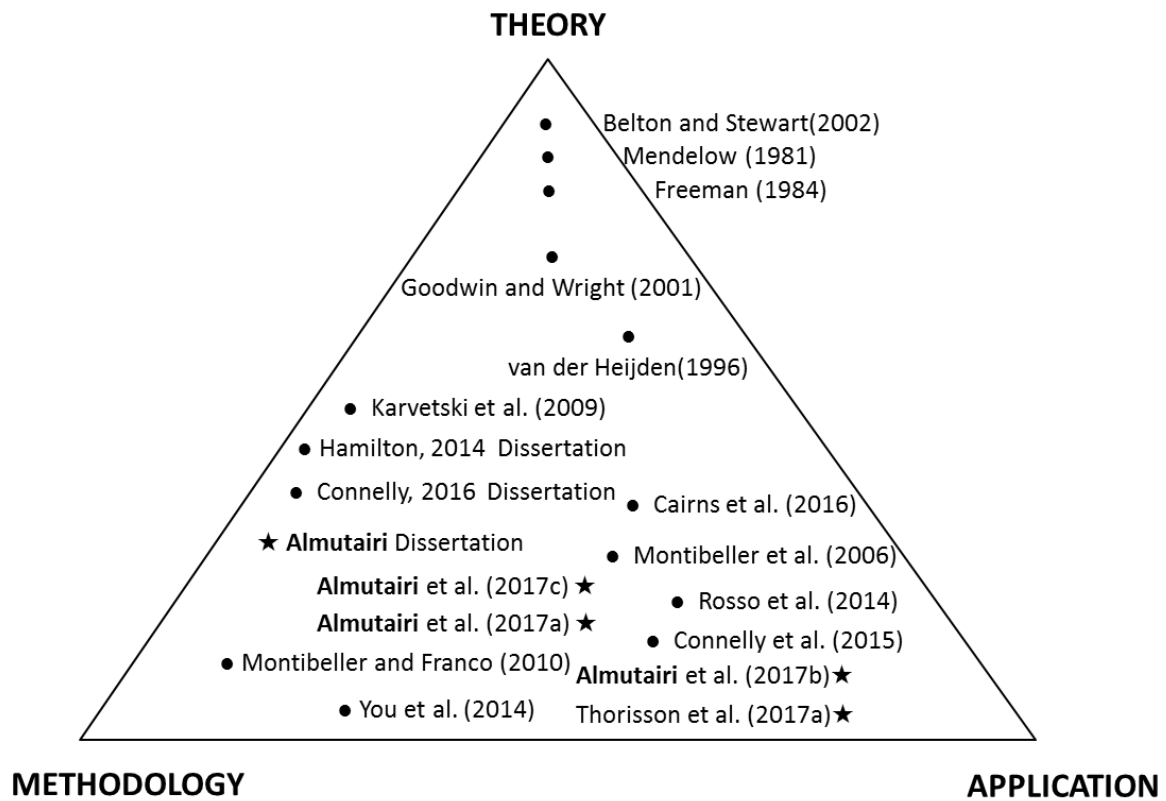 THEORY
Belton and Stewart(2002)
Mendelow (1981)
Freeman (1984)
Goodwin and Wright (2001)
van der Heijden(1996)
Karvetski et al. (2009)
Hamilton, 2014 Dissertation
Connelly, 2016 Dissertation
Cairns et al. (2016)
Almutairi Dissertation
Montibeller et al. (2006)
Almutairi et al. (2017c)
Rosso et al. (2014)
Almutairi et al. (2017a)
Connelly et al. (2015)
Montibeller and Franco (2010)
Almutairi et al. (2017b)
You et al. (2014)
Thorisson et al. (2017a)
METHODOLOGY
APPLICATION